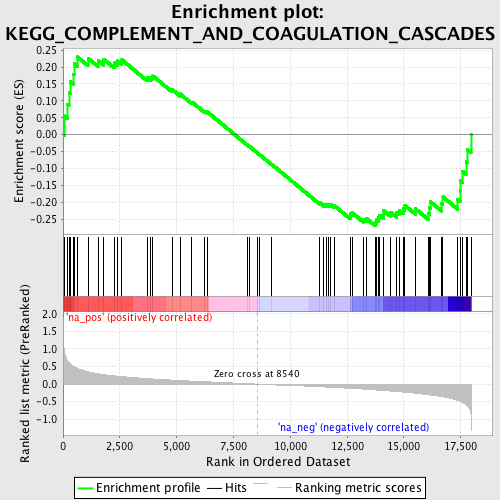 Enrichment plot:
KEGG_COMPLEMENT_AND_COAGULATION_CASCADES
Enrichment score (ES)
0.25
0.20
0.15
0.10
0.05
0.00
-0.05
-0.10
-0.15
-0.20
-0.25
'na_pos' (positively correlated)
Ranked list metric (PreRanked)
2.0
1.5
1.0
0.5
0.0
-0.5
-1.0
Zero cross at 8540
'na_neg' (negatively correlated)
0 2,500 5,000 7,500 10,000 12,500 15,000 17,500
Rank in Ordered Dataset
Enrichment profile Hits Ranking metric scores